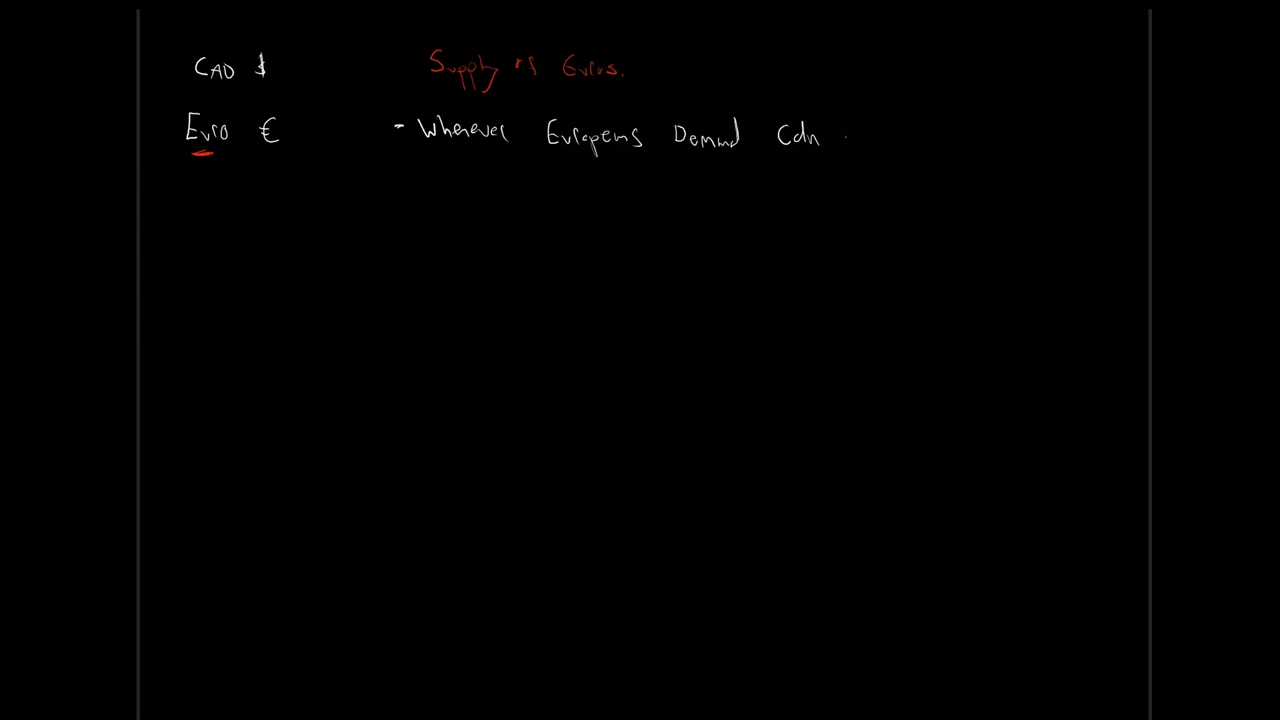 CAD $
Supply of Euros.
Euro €
- Whenever Europeans Demand Cdn